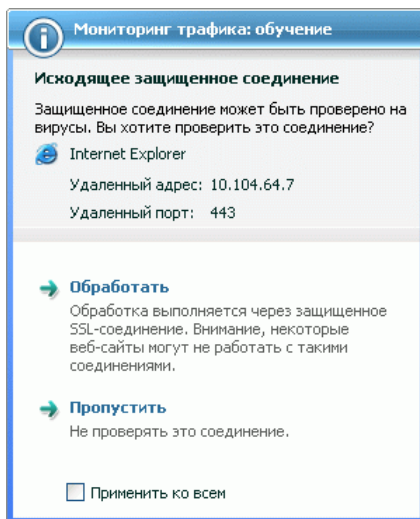 Мониторинг трафика: обучение
Исходящее защищенное соединение
Защищенное соединение может быть проверено на
вирусы. Вы хотите проверить это соединение?
Internet Explorer
Удаленный адрес: 10.104.64.7
Удаленный порт: 443
Обработать
Обработка выполняется через защищенное
SSL-соединение. Внимание, некоторые
веб-сайты могут не работать с такими
соединениями.
Пропустить
Не проверять это соединение.
Применить ко всем